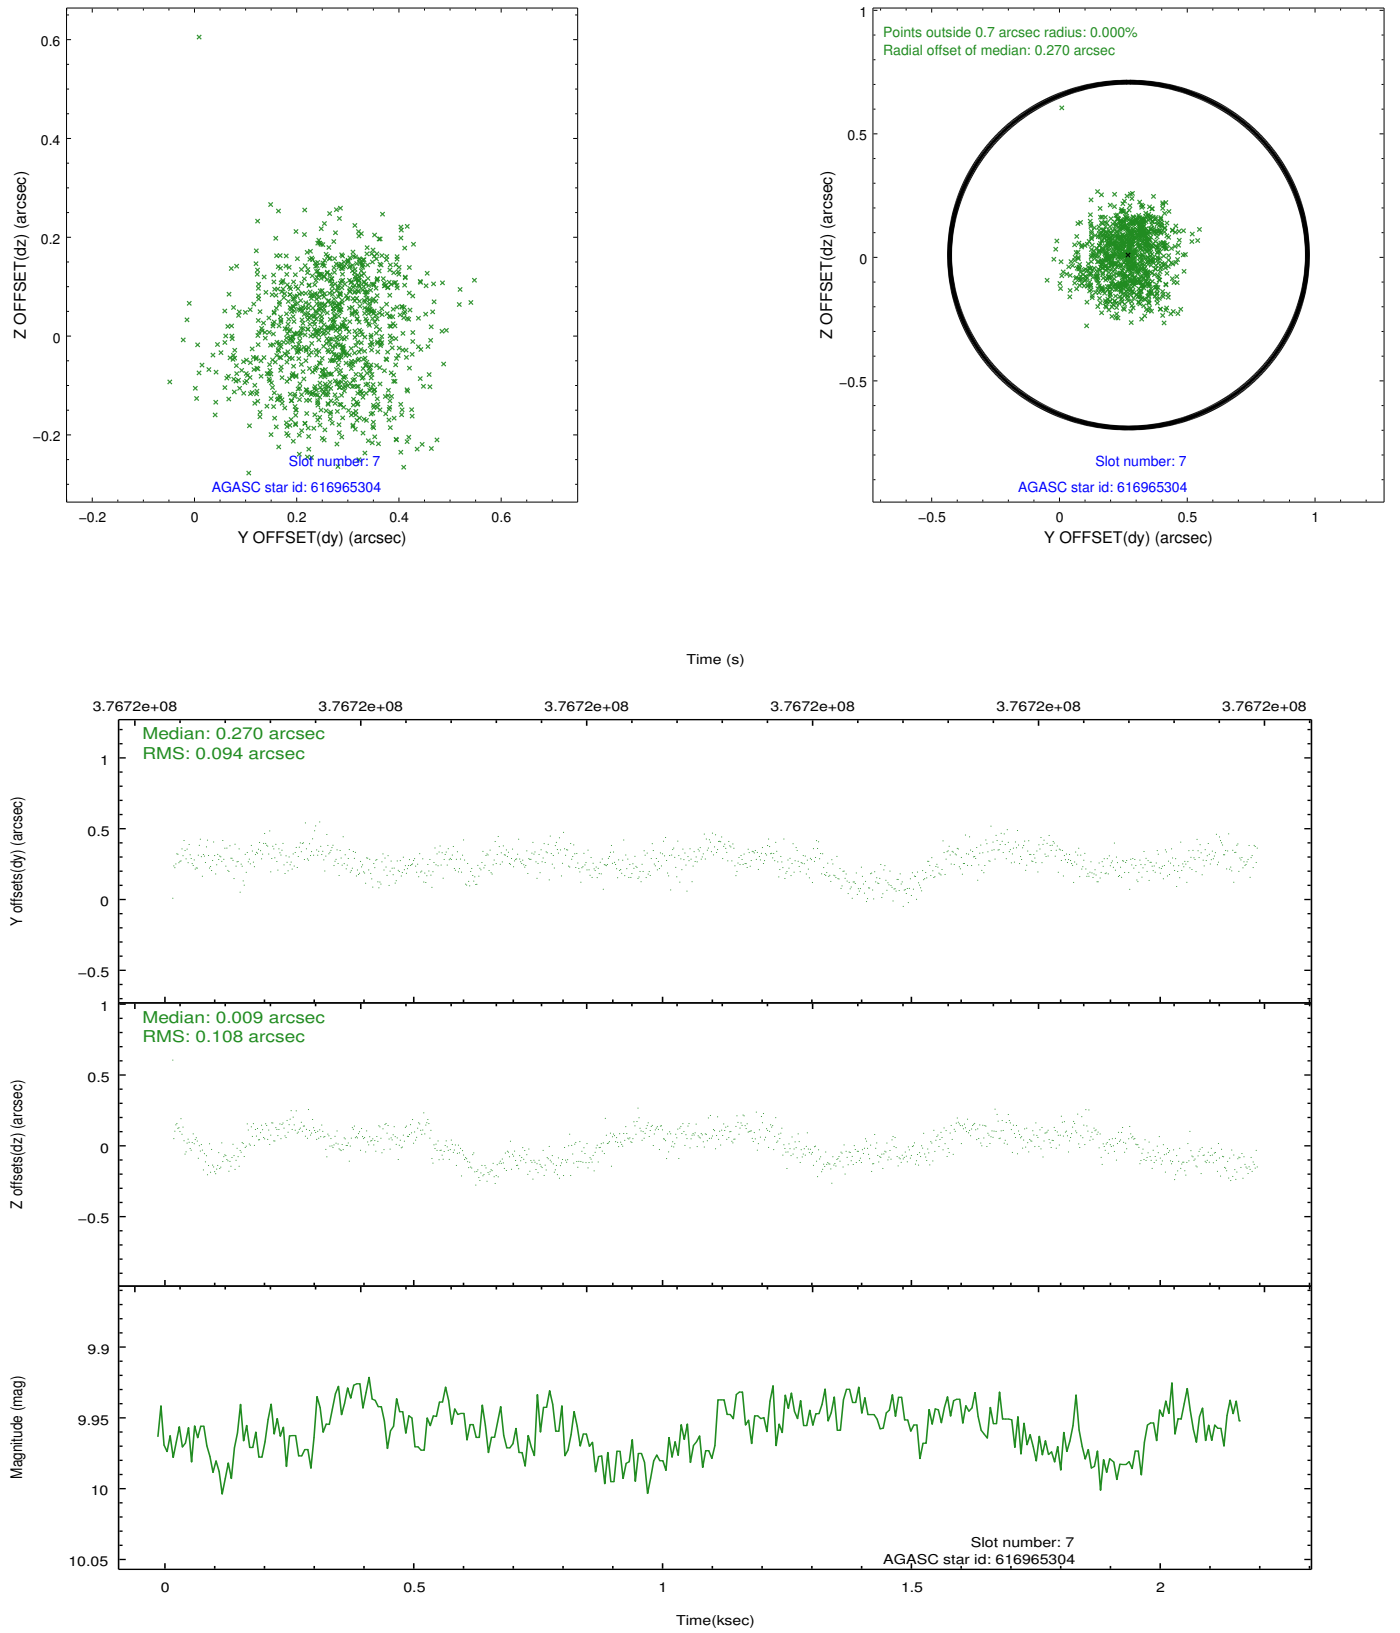 0.6
0.4
0.2
0
−0.2
Z OFFSET(dz) (arcsec)
Slot number: 7
AGASC star id: 616965304
−0.2 0 0.2 0.4 0.6
Y OFFSET(dy) (arcsec)
Points outside 0.7 arcsec radius: 0.000%
Radial offset of median: 0.270 arcsec
1
0.5
0
−0.5
Z OFFSET(dz) (arcsec)
Slot number: 7
AGASC star id: 616965304
−0.5 0 0.5 1
Y OFFSET(dy) (arcsec)
Time (s)
3.7672e+08 3.7672e+08 3.7672e+08 3.7672e+08 3.7672e+08 3.7672e+08
Median: 0.270 arcsec
RMS: 0.094 arcsec
1
0.5
0
−0.5
Y offsets(dy) (arcsec)
Median: 0.009 arcsec
RMS: 0.108 arcsec
1
0.5
0
−0.5
Z offsets(dz) (arcsec)
9.9
9.95
10
10.05
Magnitude (mag)
Slot number: 7
AGASC star id: 616965304
0 0.5 1 1.5 2
Time(ksec)